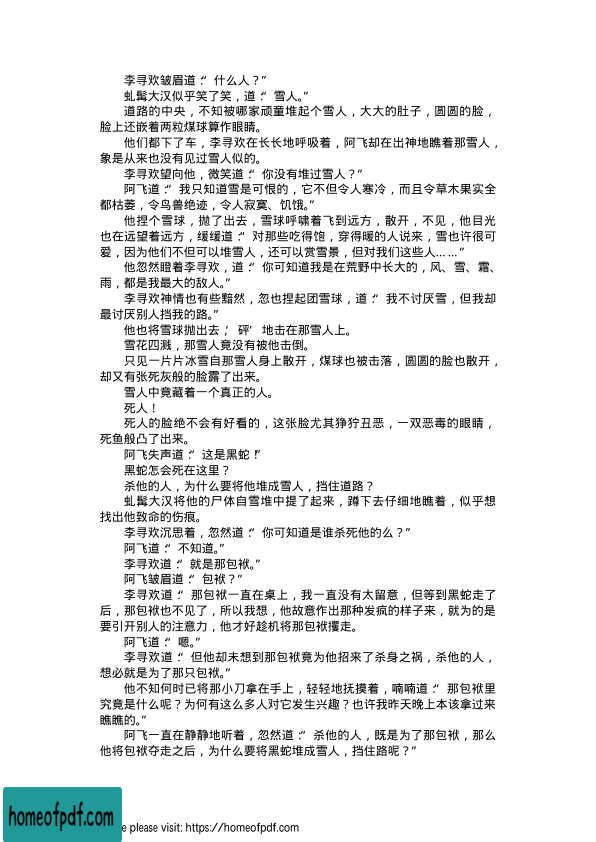 李寻欢皱眉道：“什么人？”
虬髯大汉似乎笑了笑，道：“雪人。”
道路的中央，不知被哪家顽童堆起个雪人，大大的肚子，圆圆的脸，
脸上还嵌着两粒煤球算作眼睛。
他们都下了车，李寻欢在长长地呼吸着，阿飞却在出神地瞧着那雪人，
象是从来也没有见过雪人似的。
李寻欢望向他，微笑道：“你没有堆过雪人？”
阿飞道：“我只知道雪是可恨的，它不但令人寒冷，而且令草木果实全
都枯萎，令鸟兽绝迹，令人寂寞、饥饿。”
他捏个雪球，抛了出去，雪球呼啸着飞到远方，散开，不见，他目光
也在远望着远方，缓缓道：“对那些吃得饱，穿得暖的人说来，雪也许很可
爱，因为他们不但可以堆雪人，还可以赏雪景，但对我们这些人……”
他忽然瞪着李寻欢，道：“你可知道我是在荒野中长大的，风、雪、霜、
雨，都是我最大的敌人。”
李寻欢神情也有些黯然，忽也捏起团雪球，道：“我不讨厌雪，但我却
最讨厌别人挡我的路。”
他也将雪球抛出去，‘砰’地击在那雪人上。
雪花四溅，那雪人竟没有被他击倒。
只见一片片冰雪自那雪人身上散开，煤球也被击落，圆圆的脸也散开，
却又有张死灰般的脸露了出来。
雪人中竟藏着一个真正的人。
死人！
死人的脸绝不会有好看的，这张脸尤其狰狞丑恶，一双恶毒的眼睛，
死鱼般凸了出来。
阿飞失声道：“这是黑蛇！”
黑蛇怎会死在这里？
杀他的人，为什么要将他堆成雪人，挡住道路？
虬髯大汉将他的尸体自雪堆中提了起来，蹲下去仔细地瞧着，似乎想
找出他致命的伤痕。
李寻欢沉思着，忽然道：“你可知道是谁杀死他的么？”
阿飞道：“不知道。”
李寻欢道：“就是那包袱。”
阿飞皱眉道：“包袱？”
李寻欢道：“那包袱一直在桌上，我一直没有太留意，但等到黑蛇走了
后，那包袱也不见了，所以我想，他故意作出那种发疯的样子来，就为的是
要引开别人的注意力，他才好趁机将那包袱攫走。
阿飞道：“嗯。”
李寻欢道：“但他却未想到那包袱竟为他招来了杀身之祸，杀他的人，
想必就是为了那只包袱。”
他不知何时已将那小刀拿在手上，轻轻地抚摸着，喃喃道：“那包袱里
究竟是什么呢？为何有这么多人对它发生兴趣？也许我昨天晚上本该拿过来
瞧瞧的。”
阿飞一直在静静地听着，忽然道：“杀他的人，既是为了那包袱，那么
他将包袱夺走之后，为什么要将黑蛇堆成雪人，挡住路呢？”
homeofpdf.com
e please visit: https://homeofpdf.com